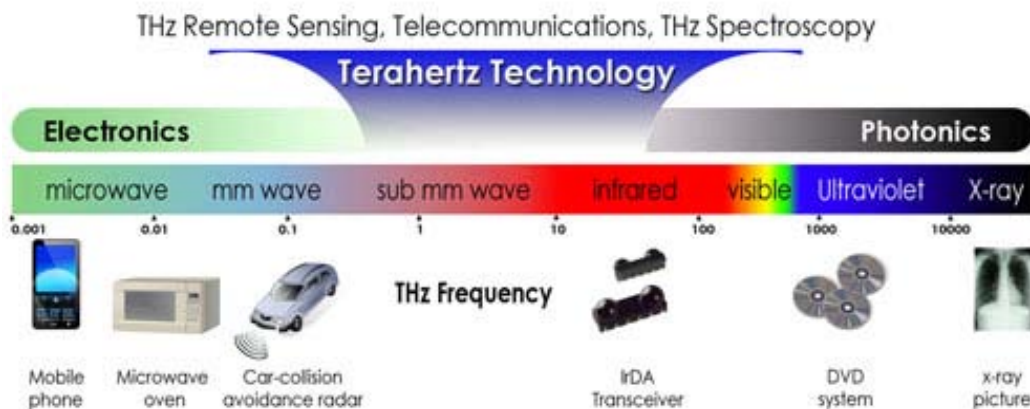 THz Remote Sensing, Telecommunications, THz Spectroscopy
Terahertz Technology
Electronics
Photonics
microwave
mm wave
sub mm wave
infrared
visible
Ultraviolet
X-ray
0.001
0.01
0.1
1
10
100
1000
10000
THz Frequency
Mobile
phone
Microwave
oven
Car-collision
avoidance radar
IrDA
Transceiver
DVD
system
x-ray
picture